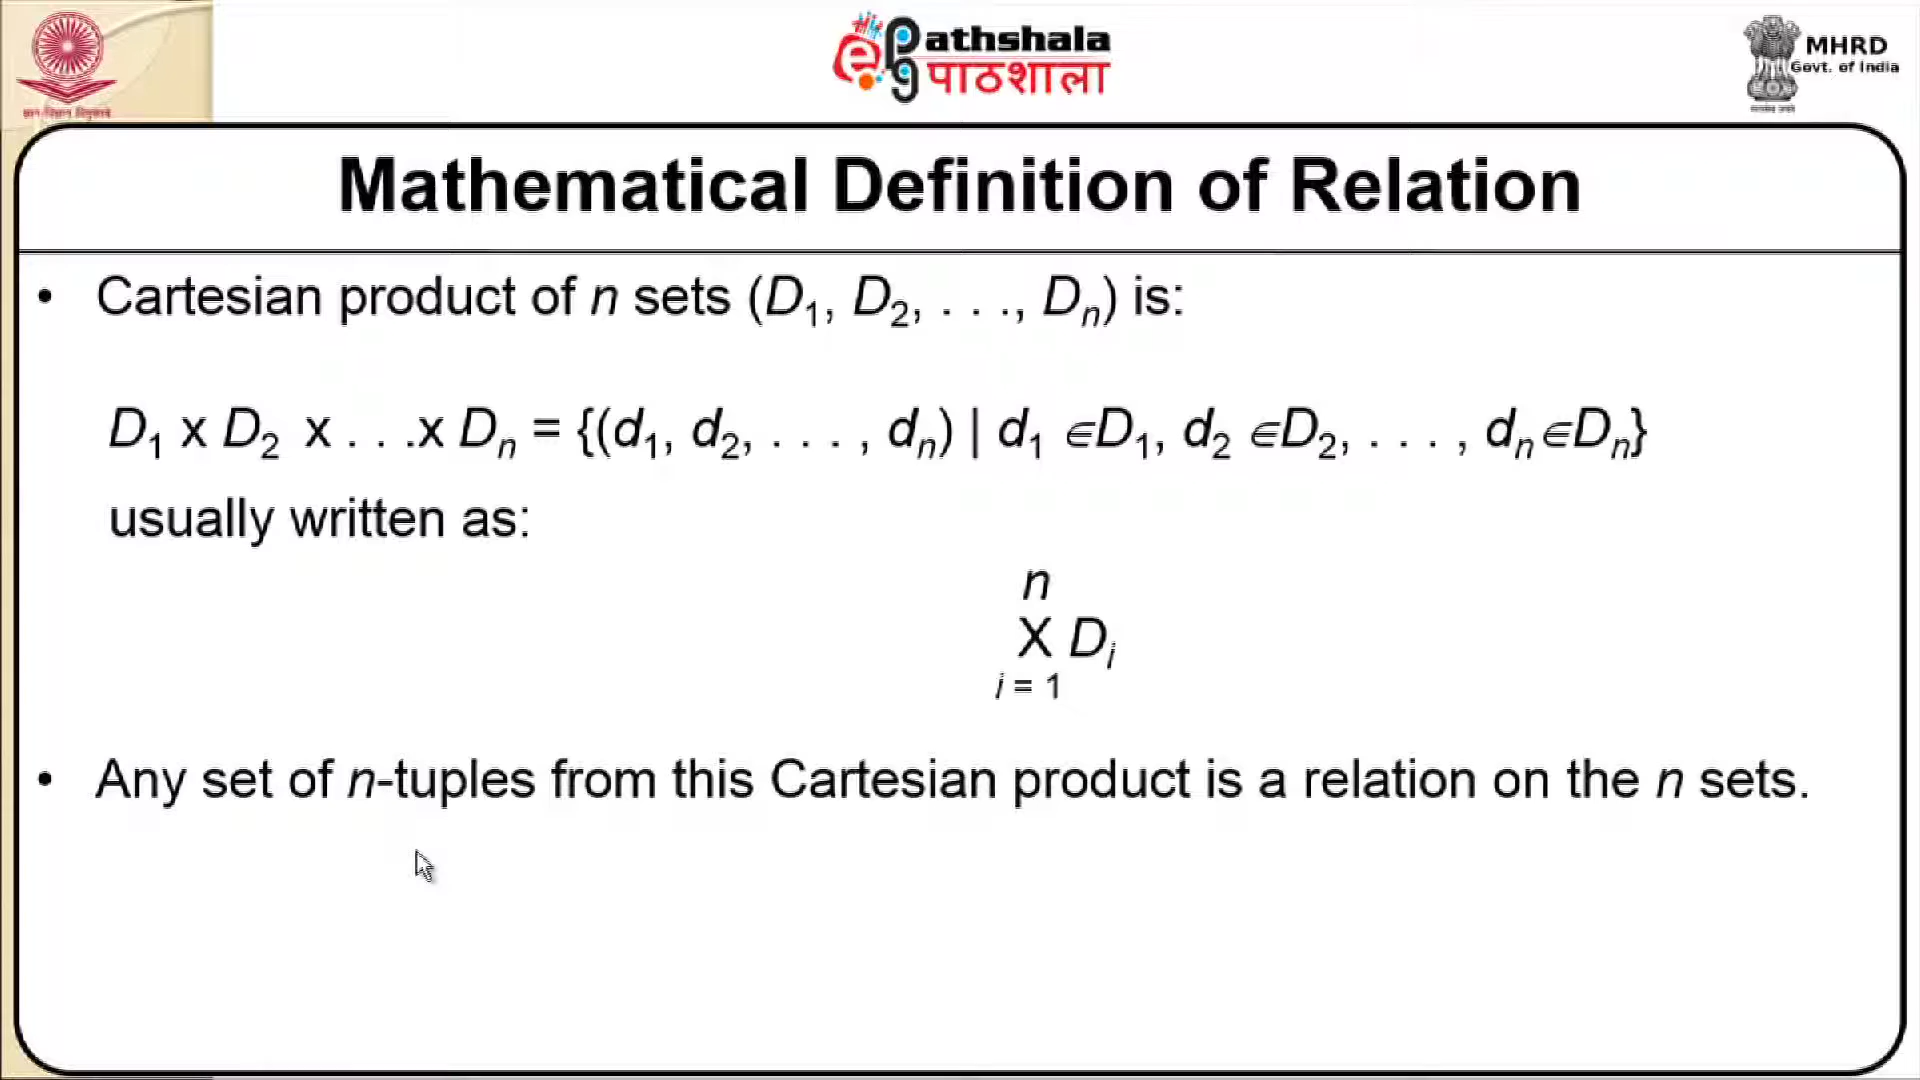 ePGpathshala
पाठशाला
MHRD
Govt. of India
Mathematical Definition of Relation
• Cartesian product of n sets (D₁, D₂, . . ., Dₙ) is:
D₁ x D₂ x . . .x Dₙ = {(d₁, d₂, . . . , dₙ) | d₁ ∈D₁, d₂ ∈D₂, . . . , dₙ∈Dₙ}
usually written as:
n
X Dᵢ
i = 1
• Any set of n-tuples from this Cartesian product is a relation on the n sets.